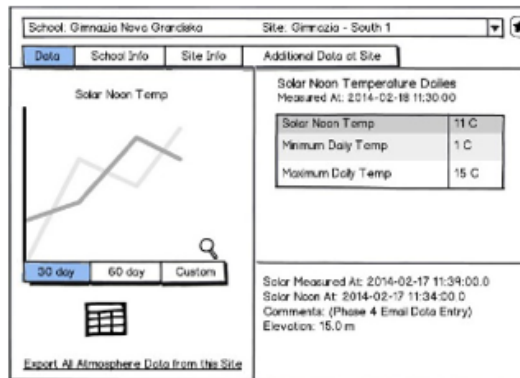 School: Gimnazia Nova Gradiska Site: Gimnazia - South 1
Data School Info Site Info Additional Data at Site
Solar Noon Temp
30 day 60 day Custom
Export All Atmosphere Data from this Site
Solar Noon Temperature Dailies
Measured At: 2014-02-18 11:30:00
Solar Noon Temp 11 C
Minimum Daily Temp 1 C
Maximum Daily Temp 15 C
Solar Measured At: 2014-02-17 11:39:00.0
Solar Noon At: 2014-02-17 11:34:00.0
Comments: (Phase 4 Email Data Entry)
Elevation: 15.0 m